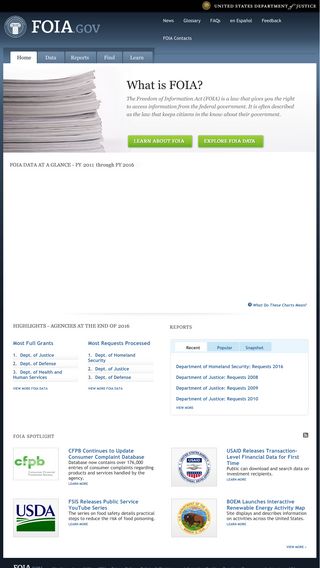 UNITED STATES DEPARTMENT of JUSTICE
FOIA.GOV
News Glossary FAQs en Español Feedback
FOIA Contacts
Home Data Reports Find Learn
What is FOIA?
The Freedom of Information Act (FOIA) is a law that gives you the right
to access information from the federal government. It is often described
as the law that keeps citizens in the know about their government.
LEARN ABOUT FOIA EXPLORE FOIA DATA
FOIA DATA AT A GLANCE - FY 2011 through FY 2016
What Do These Charts Mean?
HIGHLIGHTS - AGENCIES AT THE END OF 2016
Most Full Grants
1. Dept. of Justice
2. Dept. of Defense
3. Dept. of Health and
Human Services
VIEW MORE FOIA DATA
Most Requests Processed
1. Dept. of Homeland
Security
2. Dept. of Justice
3. Dept. of Defense
VIEW MORE FOIA DATA
REPORTS
Recent Popular Snapshot
Department of Homeland Security: Requests 2016
Department of Justice: Requests 2008
Department of Justice: Requests 2009
Department of Justice: Requests 2010
VIEW MORE
FOIA SPOTLIGHT
cfpb
CFPB Continues to Update
Consumer Complaint Database
Database now contains over 176,000
entries of consumer complaints regarding
products and services handled by the
agency.
LEARN MORE
USAID
USAID Releases Transaction-
Level Financial Data for First
Time
Public can download and search data on
investment recipients.
LEARN MORE
USDA
FSIS Releases Public Service
YouTube Series
The series on food safety details practical
steps to reduce the risk of food poisoning.
LEARN MORE
BOEM Launches Interactive
Renewable Energy Activity Map
Site displays and describes information
on activities across the United States.
LEARN MORE
VIEW MORE